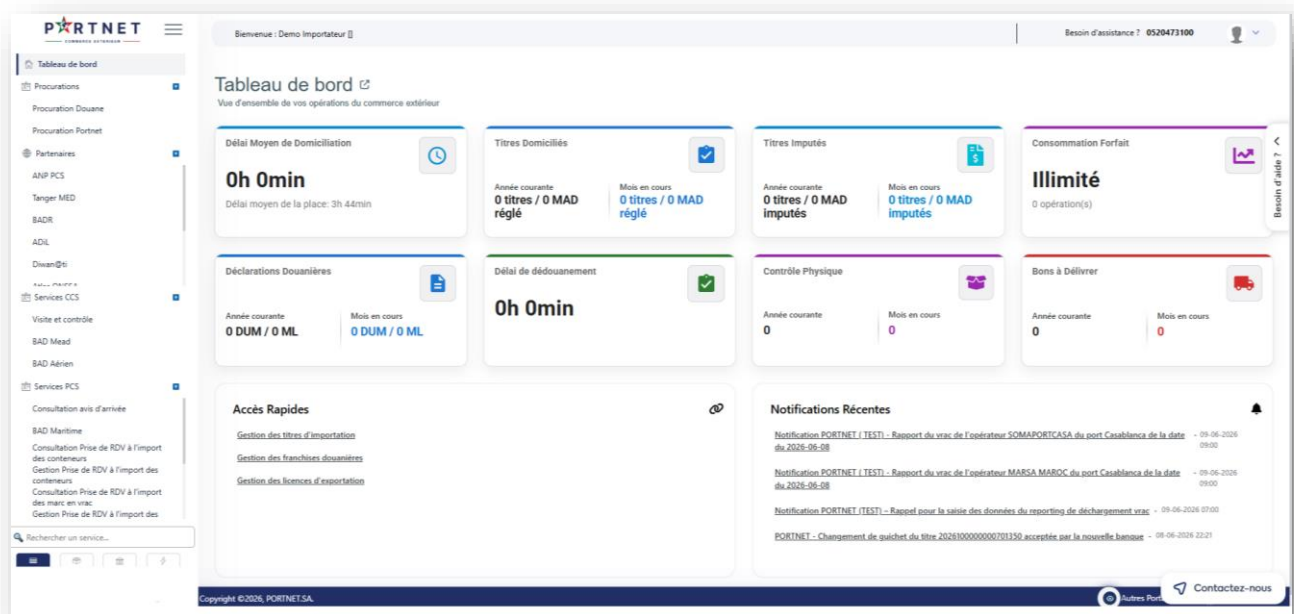 PORTNET
COMMERCE EXTERIEUR
Bienvenue : Demo Importateur []
Besoin d'assistance ? 0520473100
Tableau de bord
Procurations
Procuration Douane
Procuration Portnet
Partenaires
ANP PCS
Tanger MED
BADR
ADiL
Diwan@ti
Services CCS
Visite et contrôle
BAD Mead
BAD Aérien
Services PCS
Consultation avis d'arrivée
BAD Maritime
Consultation Prise de RDV à l'import
des conteneurs
Gestion Prise de RDV à l'import des
conteneurs
Consultation Prise de RDV à l'import
des marc en vrac
Gestion Prise de RDV à l'import des
Rechercher un service...
Tableau de bord
Vue d'ensemble de vos opérations du commerce extérieur
Délai Moyen de Domiciliation
0h 0min
Délai moyen de la place: 3h 44min
Titres Domiciliés
Année courante
0 titres / 0 MAD
réglé
Mois en cours
0 titres / 0 MAD
réglé
Titres Imputés
Année courante
0 titres / 0 MAD
imputés
Mois en cours
0 titres / 0 MAD
imputés
Consommation Forfait
Illimité
0 opération(s)
Besoin d'aide ?
Déclarations Douanières
Année courante
0 DUM / 0 ML
Mois en cours
0 DUM / 0 ML
Délai de dédouanement
0h 0min
Contrôle Physique
Année courante
0
Mois en cours
0
Bons à Délivrer
Année courante
0
Mois en cours
0
Accès Rapides
Gestion des titres d'importation
Gestion des franchises douanières
Gestion des licences d'exportation
Notifications Récentes
Notification PORTNET ( TEST) - Rapport du vrac de l'opérateur SOMAPORTCASA du port Casablanca de la date
du 2026-06-08
- 09-06-2026
09:00
Notification PORTNET ( TEST) - Rapport du vrac de l'opérateur MARSA MAROC du port Casablanca de la date
du 2026-06-08
- 09-06-2026
09:00
Notification PORTNET (TEST) – Rappel pour la saisie des données du reporting de déchargement vrac - 09-06-2026 07:00
PORTNET - Changement de guichet du titre 2026100000000701350 acceptée par la nouvelle banque - 08-06-2026 22:21
Copyright ©2026, PORTNET.SA.
Autres Port
Contactez-nous